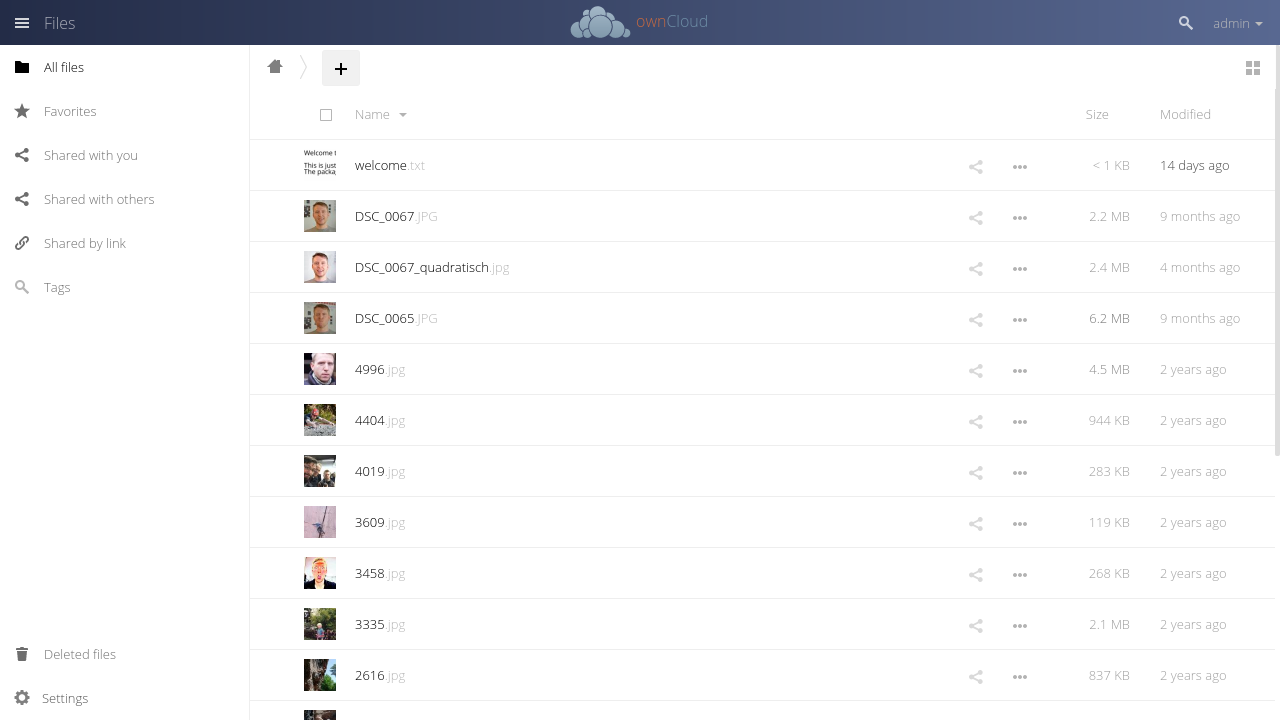 Files
ownCloud
admin
All files
Favorites
Shared with you
Shared with others
Shared by link
Tags
Deleted files
Settings
Name
Size
Modified
Welcome t
This is just
The packa
welcome.txt
< 1 KB
14 days ago
DSC_0067.JPG
2.2 MB
9 months ago
DSC_0067_quadratisch.jpg
2.4 MB
4 months ago
DSC_0065.JPG
6.2 MB
9 months ago
4996.jpg
4.5 MB
2 years ago
4404.jpg
944 KB
2 years ago
4019.jpg
283 KB
2 years ago
3609.jpg
119 KB
2 years ago
3458.jpg
268 KB
2 years ago
3335.jpg
2.1 MB
2 years ago
2616.jpg
837 KB
2 years ago